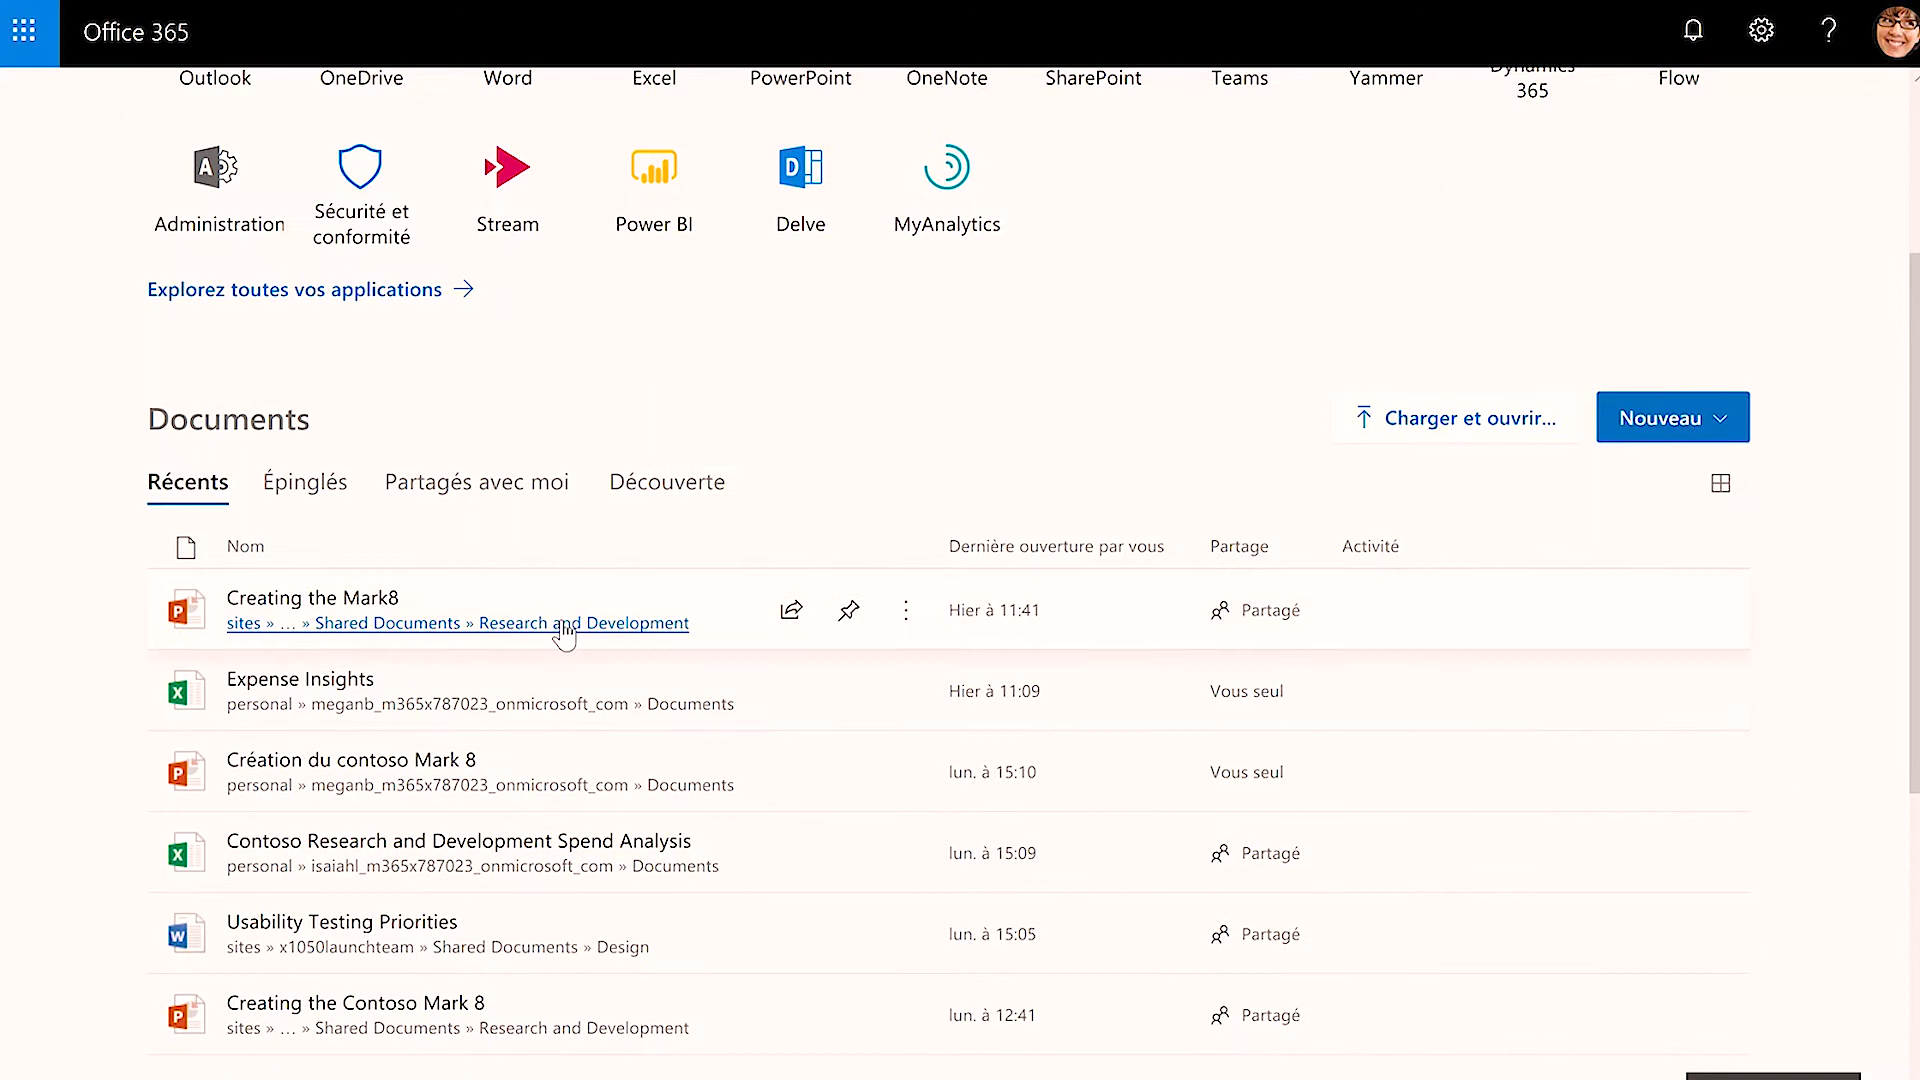 Office 365
Outlook OneDrive Word Excel PowerPoint OneNote SharePoint Teams Yammer Dynamics 365 Flow
Administration Sécurité et conformité Stream Power BI Delve MyAnalytics
Explorez toutes vos applications
Documents
Charger et ouvrir...
Nouveau
Récents Épinglés Partagés avec moi Découverte
Nom Dernière ouverture par vous Partage Activité
Creating the Mark8
sites » ... » Shared Documents » Research and Development
Hier à 11:41 Partagé
Expense Insights
personal » meganb_m365x787023_onmicrosoft_com » Documents
Hier à 11:09 Vous seul
Création du contoso Mark 8
personal » meganb_m365x787023_onmicrosoft_com » Documents
lun. à 15:10 Vous seul
Contoso Research and Development Spend Analysis
personal » isaiahl_m365x787023_onmicrosoft_com » Documents
lun. à 15:09 Partagé
Usability Testing Priorities
sites » x1050launchteam » Shared Documents » Design
lun. à 15:05 Partagé
Creating the Contoso Mark 8
sites » ... » Shared Documents » Research and Development
lun. à 12:41 Partagé